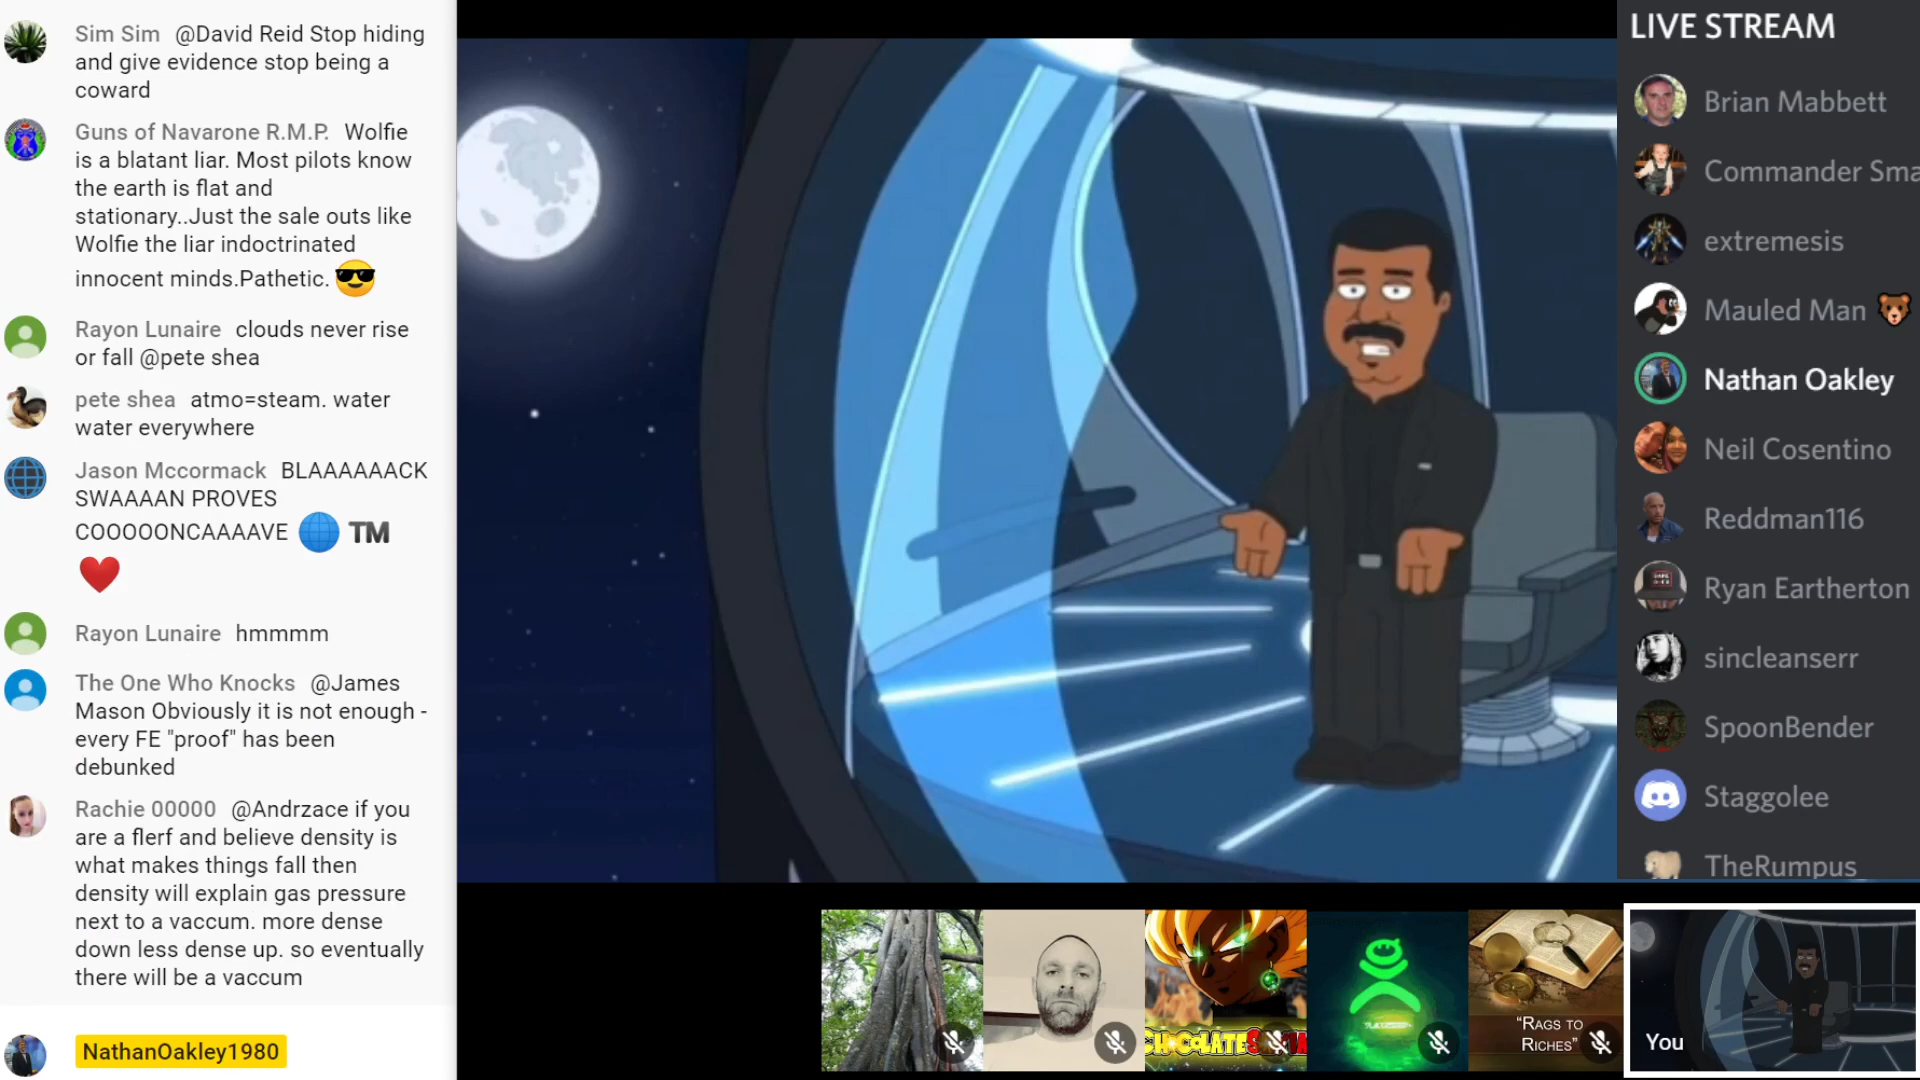 Sim Sim @David Reid Stop hiding
and give evidence stop being a
coward
Guns of Navarone R.M.P. Wolfie
is a blatant liar. Most pilots know
the earth is flat and
stationary..Just the sale outs like
Wolfie the liar indoctrinated
innocent minds.Pathetic. 😎
Rayon Lunaire clouds never rise
or fall @pete shea
pete shea atmo=steam. water
water everywhere
Jason Mccormack BLAAAAAACK
SWAAAAN PROVES
COOOOONCAAAAVE 🌐 ™️
❤️
Rayon Lunaire hmmmm
The One Who Knocks @James
Mason Obviously it is not enough -
every FE "proof" has been
debunked
Rachie 00000 @Andrzace if you
are a flerf and believe density is
what makes things fall then
density will explain gas pressure
next to a vaccum. more dense
down less dense up. so eventually
there will be a vaccum
NathanOakley1980
LIVE STREAM
Brian Mabbett
Commander Sma
extremesis
Mauled Man 🐻
Nathan Oakley
Neil Cosentino
Reddman116
Ryan Eartherton
sincleanserr
SpoonBender
Staggolee
TheRumpus
"RAGS TO
RICHES"
You